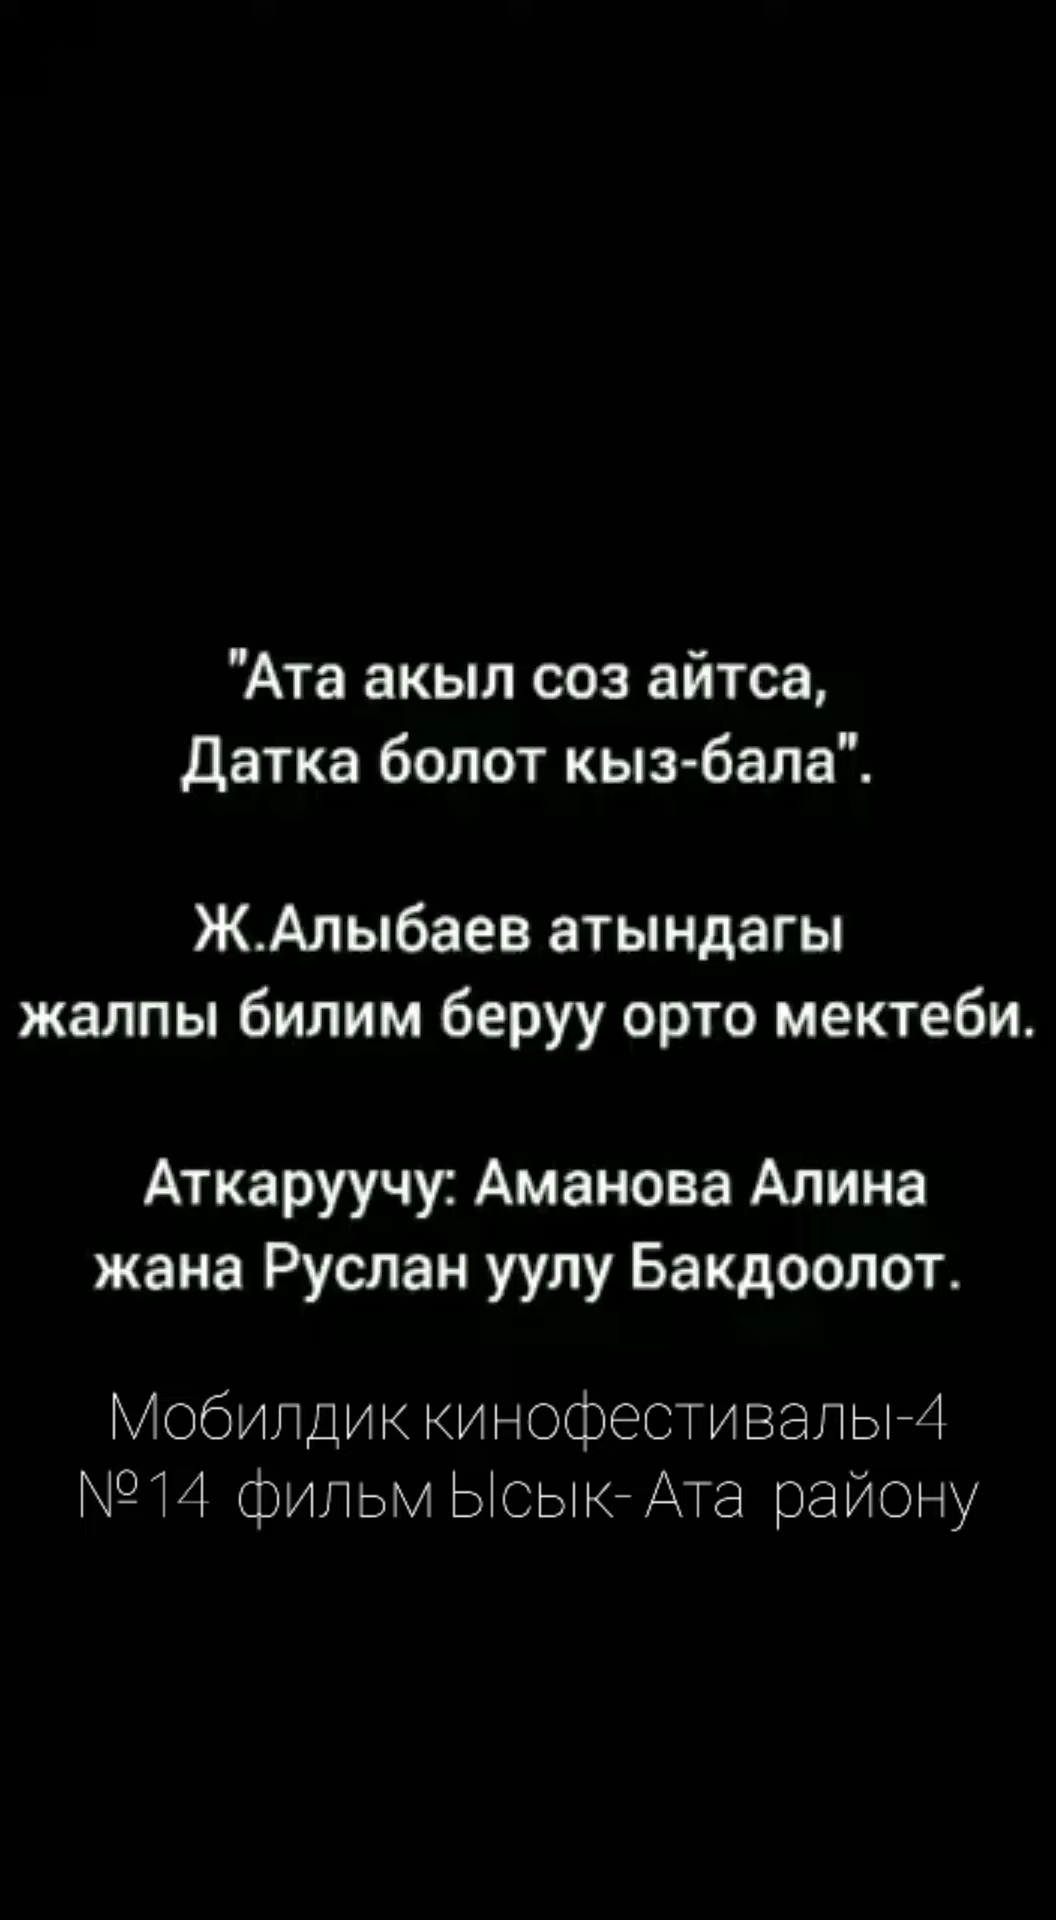 "Ата акыл соз айтса,
Датка болот кыз-бала".
Ж.Алыбаев атындагы
жалпы билим беруу орто мектеби.
Аткаруучу: Аманова Алина
жана Руслан уулу Бакдоолот.
Мобилдик кинофестивалы-4
№14 фильм Ысык- Ата району